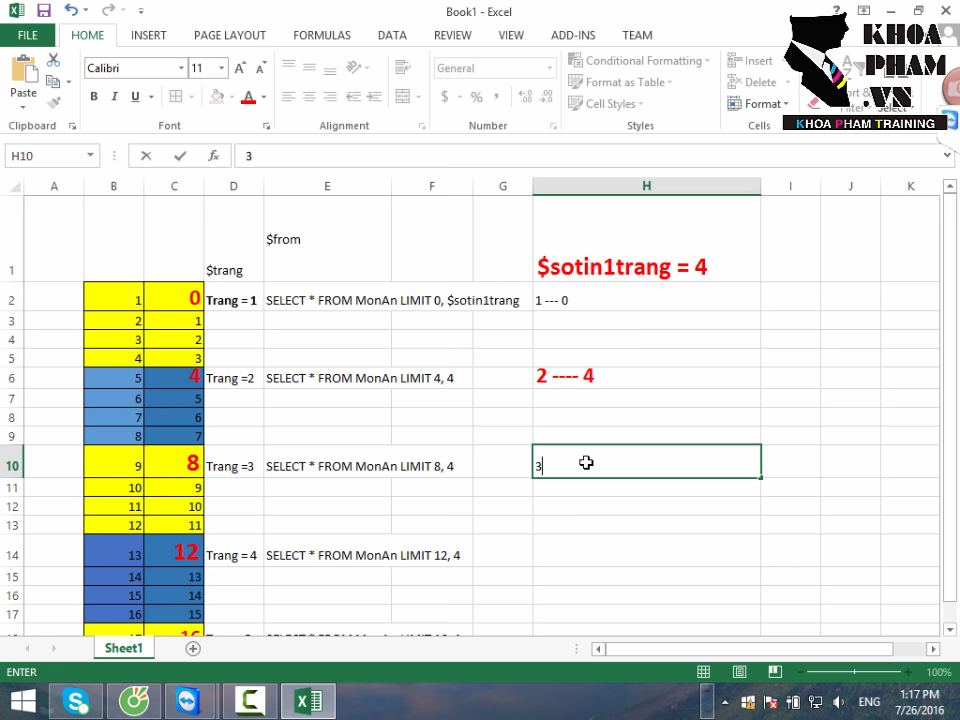 Book1 - Excel
FILE HOME INSERT PAGE LAYOUT FORMULAS DATA REVIEW VIEW ADD-INS TEAM
KHOA
PHAM
.VN
KHOA PHAM TRAINING
Paste
Calibri 11
B I U
General
$ % ,
Conditional Formatting
Format as Table
Cell Styles
Insert
Delete
Format
Clipboard Font Alignment Number Styles Cells
H10 fx 3
A B C D E F G H I J K
1 $trang $from $sotin1trang = 4
2 1 0 Trang = 1 SELECT * FROM MonAn LIMIT 0, $sotin1trang 1 --- 0
3 2 1
4 3 2
5 4 3
6 5 4 Trang =2 SELECT * FROM MonAn LIMIT 4, 4 2 ---- 4
7 6 5
8 7 6
9 8 7
10 9 8 Trang =3 SELECT * FROM MonAn LIMIT 8, 4 3
11 10 9
12 11 10
13 12 11
14 13 12 Trang = 4 SELECT * FROM MonAn LIMIT 12, 4
15 14 13
16 15 14
17 16 15
Sheet1
ENTER 100%
ENG
1:17 PM
7/26/2016